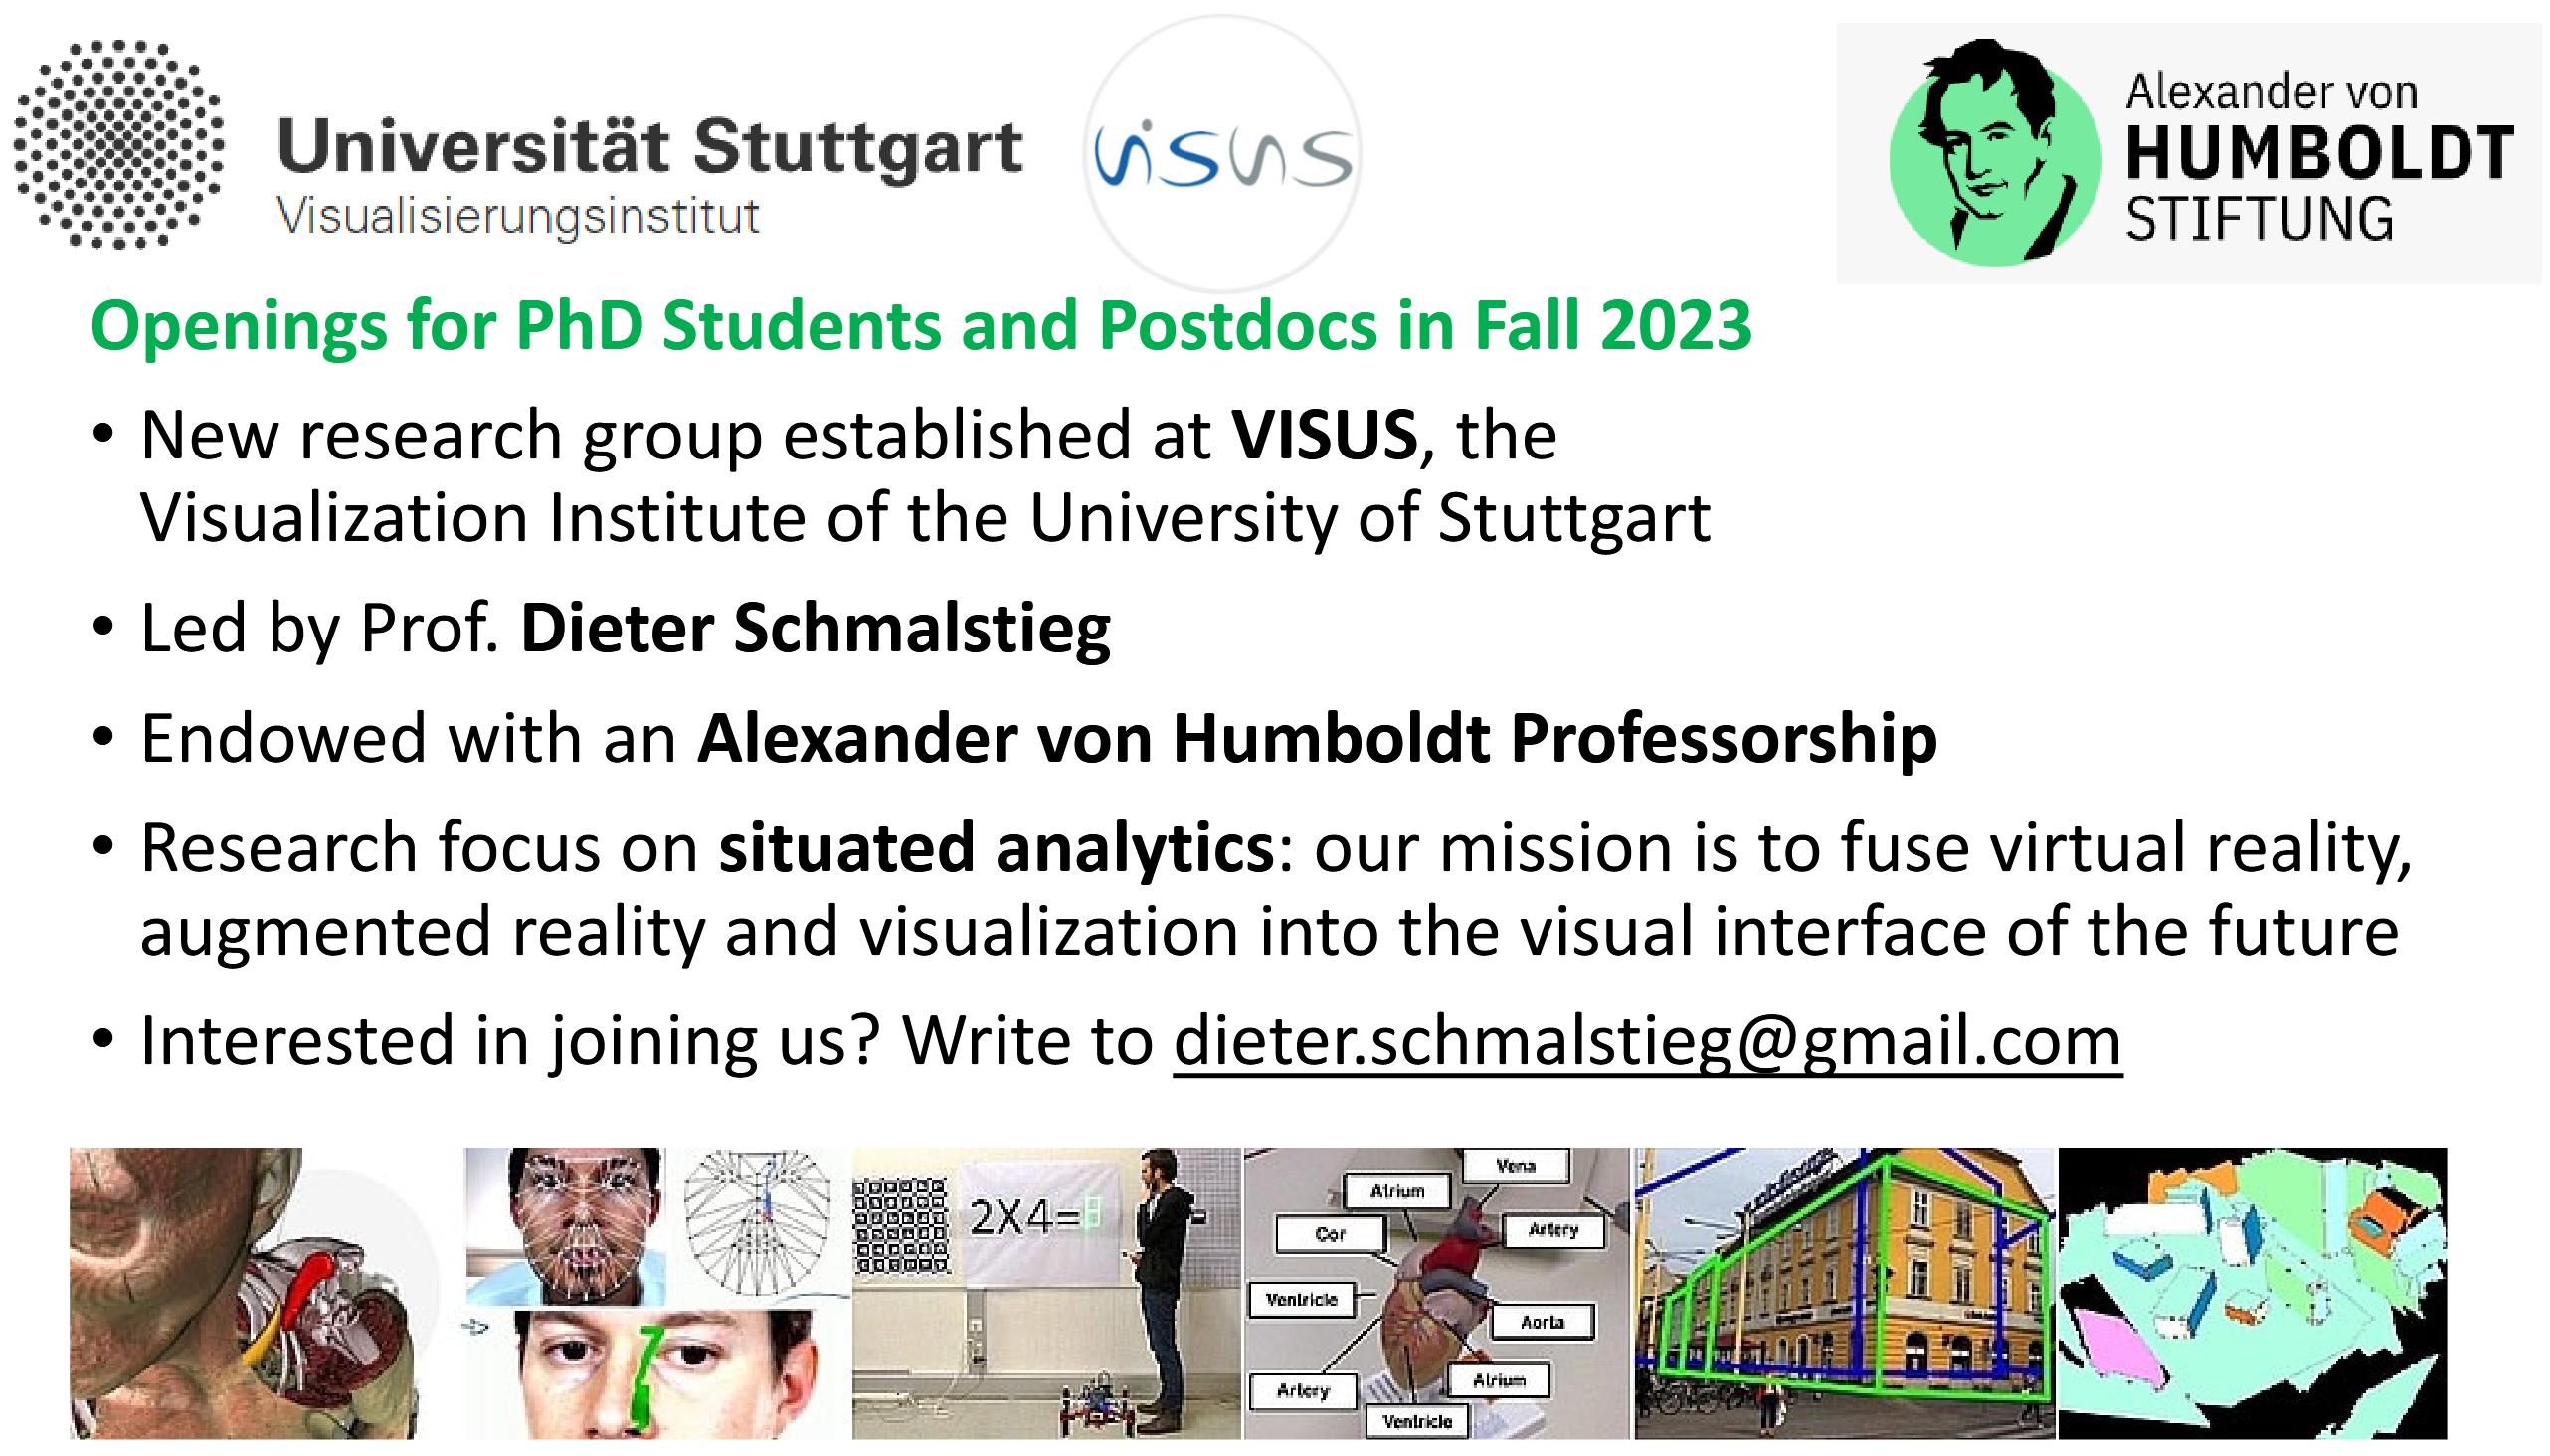 Universität Stuttgart
Visualisierungsinstitut
visus
Alexander von
HUMBOLDT
STIFTUNG
Openings for PhD Students and Postdocs in Fall 2023
• New research group established at VISUS, the
Visualization Institute of the University of Stuttgart
• Led by Prof. Dieter Schmalstieg
• Endowed with an Alexander von Humboldt Professorship
• Research focus on situated analytics: our mission is to fuse virtual reality,
augmented reality and visualization into the visual interface of the future
• Interested in joining us? Write to dieter.schmalstieg@gmail.com
2X4=8
Vena
Atrium
Cor
Artery
Ventricle
Aorta
Artery
Atrium
Ventricle